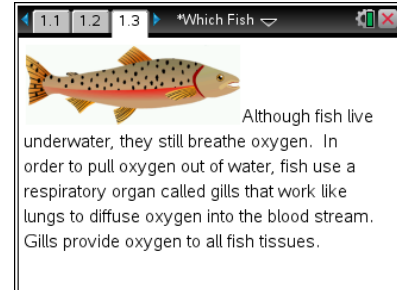 1.1 1.2 1.3 *Which Fish
Although fish live
underwater, they still breathe oxygen. In
order to pull oxygen out of water, fish use a
respiratory organ called gills that work like
lungs to diffuse oxygen into the blood stream.
Gills provide oxygen to all fish tissues.